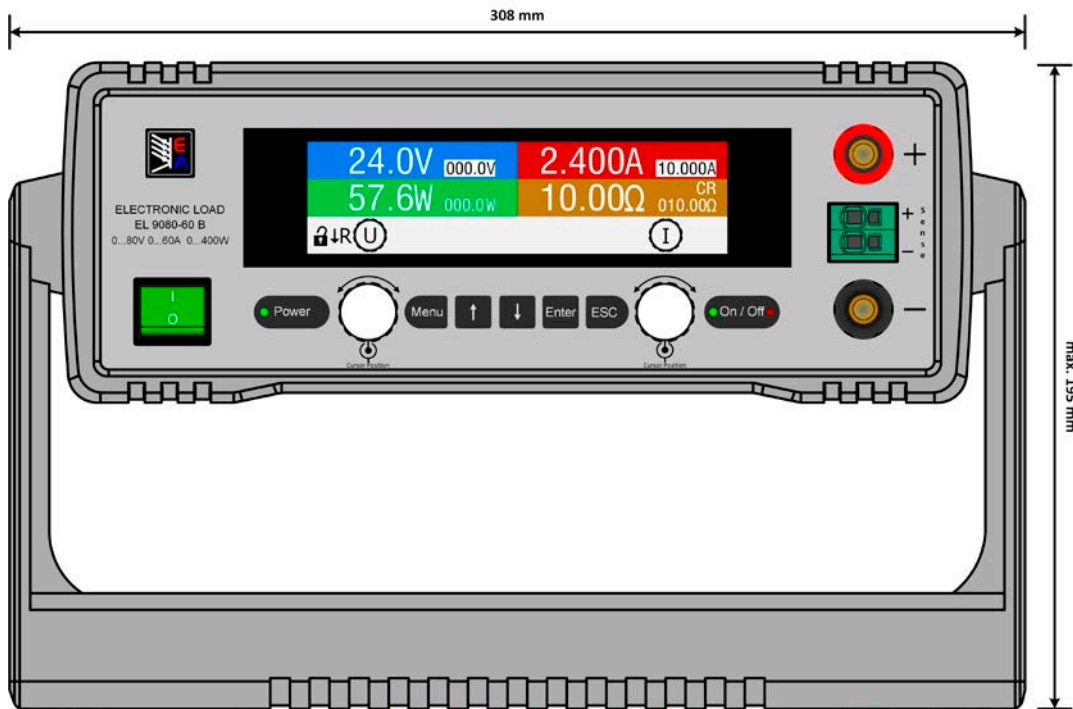 308 mm
EA
ELECTRONIC LOAD
EL 9080-60 B
0...80V 0...60A 0...400W
24.0V 000.0V
2.400A 10.000A
57.6W 000.0W
10.00Ω CR 010.00Ω
↓R U
I
+
+ Sense −
−
I
O
Power
Menu
↑
↓
Enter
ESC
On / Off
Cursor Position
Cursor Position
max. 195 mm